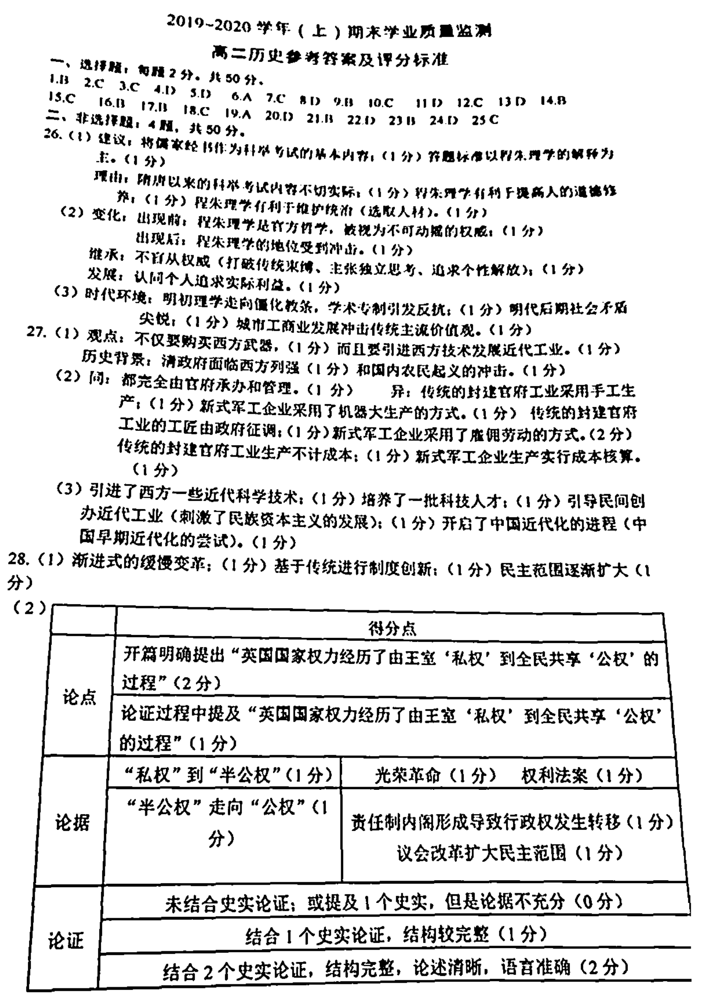 2019~2020 学年（上）期末学业质量监测
高二历史参考答案及评分标准
一、选择题：每题 2 分。共 50 分。
1.B 2.C 3.C 4.D 5.D 6.A 7.C 8 D 9.B 10.C 11 D 12.C 13 D 14.B
15.C 16.B 17.B 18.C 19.A 20.D 21.B 22.D 23 B 24.D 25 C
二、非选择题：4 题，共 50 分。
26.（1）建议：将儒家经书作为科举考试的基本内容；（1 分）答题标准以程朱理学的解释为
主。（1 分）
理由：隋唐以来的科举考试内容不切实际；（1 分）程朱理学有利于提高人的道德修
养；（1 分）程朱理学有利于维护统治（选取人材）。（1 分）
（2）变化：出现前：程朱理学是官方哲学，被视为不可动摇的权威；（1 分）
出现后：程朱理学的地位受到冲击。（1 分）
继承：不盲从权威（打破传统束缚、主张独立思考、追求个性解放）；（1 分）
发展：认同个人追求实际利益。（1 分）
（3）时代环境：明初理学走向僵化教条，学术专制引发反抗；（1 分）明代后期社会矛盾
尖锐；（1 分）城市工商业发展冲击传统主流价值观。（1 分）
27.（1）观点：不仅要购买西方武器，（1 分）而且要引进西方技术发展近代工业。（1 分）
历史背景：清政府面临西方列强（1 分）和国内农民起义的冲击。（1 分）
（2）同：都完全由官府承办和管理。（1 分） 异：传统的封建官府工业采用手工生
产；（1 分）新式军工企业采用了机器大生产的方式。（1 分） 传统的封建官府
工业的工匠由政府征调；（1 分）新式军工企业采用了雇佣劳动的方式。（2 分）
传统的封建官府工业生产不计成本；（1 分）新式军工企业生产实行成本核算。
（1 分）
（3）引进了西方一些近代科学技术；（1 分）培养了一批科技人才；（1 分）引导民间创
办近代工业（刺激了民族资本主义的发展）；（1 分）开启了中国近代化的进程（中
国早期近代化的尝试）。（1 分）
28.（1）渐进式的缓慢变革；（1 分）基于传统进行制度创新；（1 分）民主范围逐渐扩大（1
分）
（2）
得分点
论点
开篇明确提出“英国国家权力经历了由王室‘私权’到全民共享‘公权’的
过程”（2 分）
论证过程中提及“英国国家权力经历了由王室‘私权’到全民共享‘公权’
的过程”（1 分）
论据
“私权”到“半公权”（1 分） 光荣革命（1 分） 权利法案（1 分）
“半公权”走向“公权”（1
分）
责任制内阁形成导致行政权发生转移（1 分）
议会改革扩大民主范围（1 分）
论证
未结合史实论证；或提及 1 个史实，但是论据不充分（0 分）
结合 1 个史实论证，结构较完整（1 分）
结合 2 个史实论证，结构完整，论述清晰，语言准确（2 分）